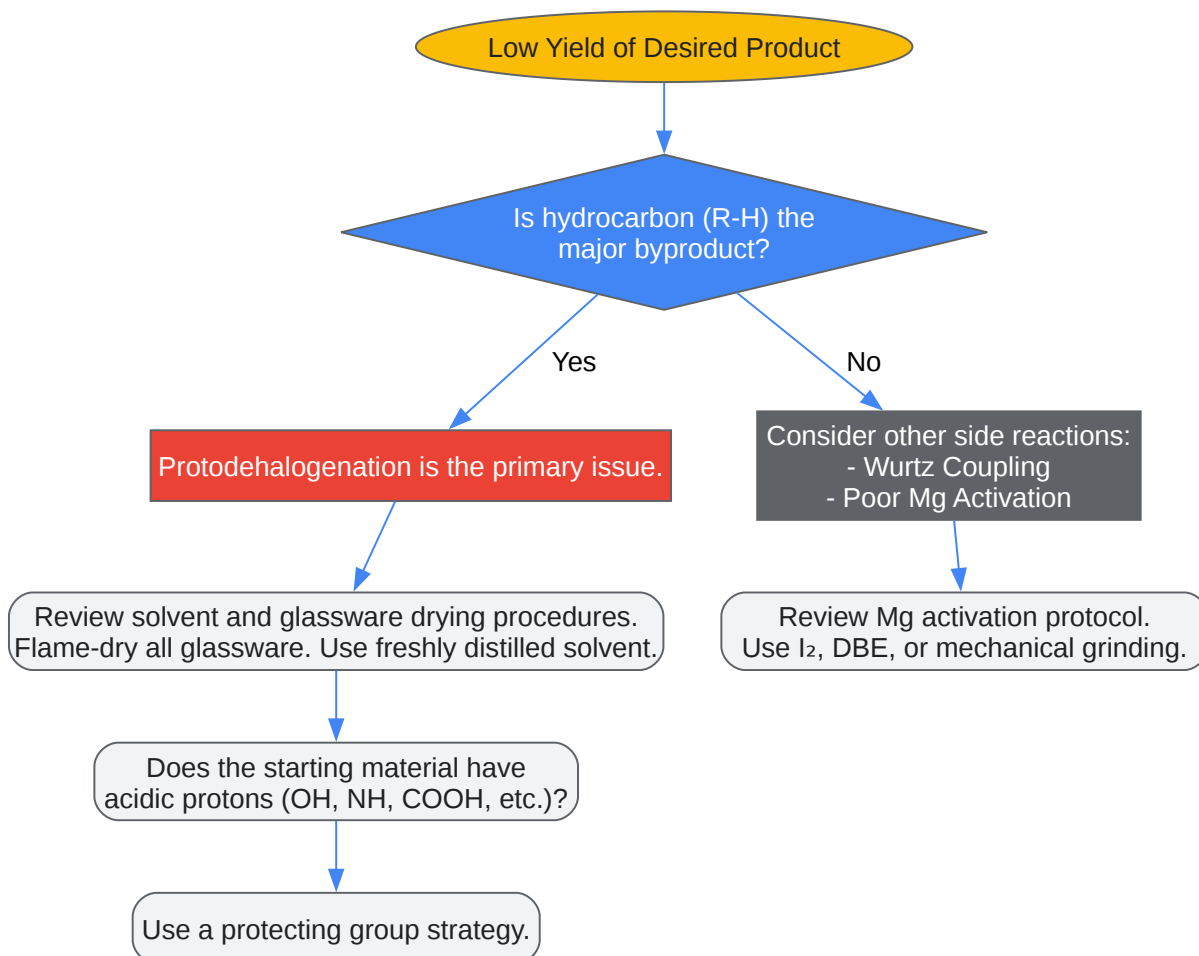 Low Yield of Desired Product
Is hydrocarbon (R-H) the
major byproduct?
Yes
No
Protodehalogenation is the primary issue.
Consider other side reactions:
- Wurtz Coupling
- Poor Mg Activation
Review solvent and glassware drying procedures.
Flame-dry all glassware. Use freshly distilled solvent.
Review Mg activation protocol.
Use I₂, DBE, or mechanical grinding.
Does the starting material have
acidic protons (OH, NH, COOH, etc.)?
Use a protecting group strategy.